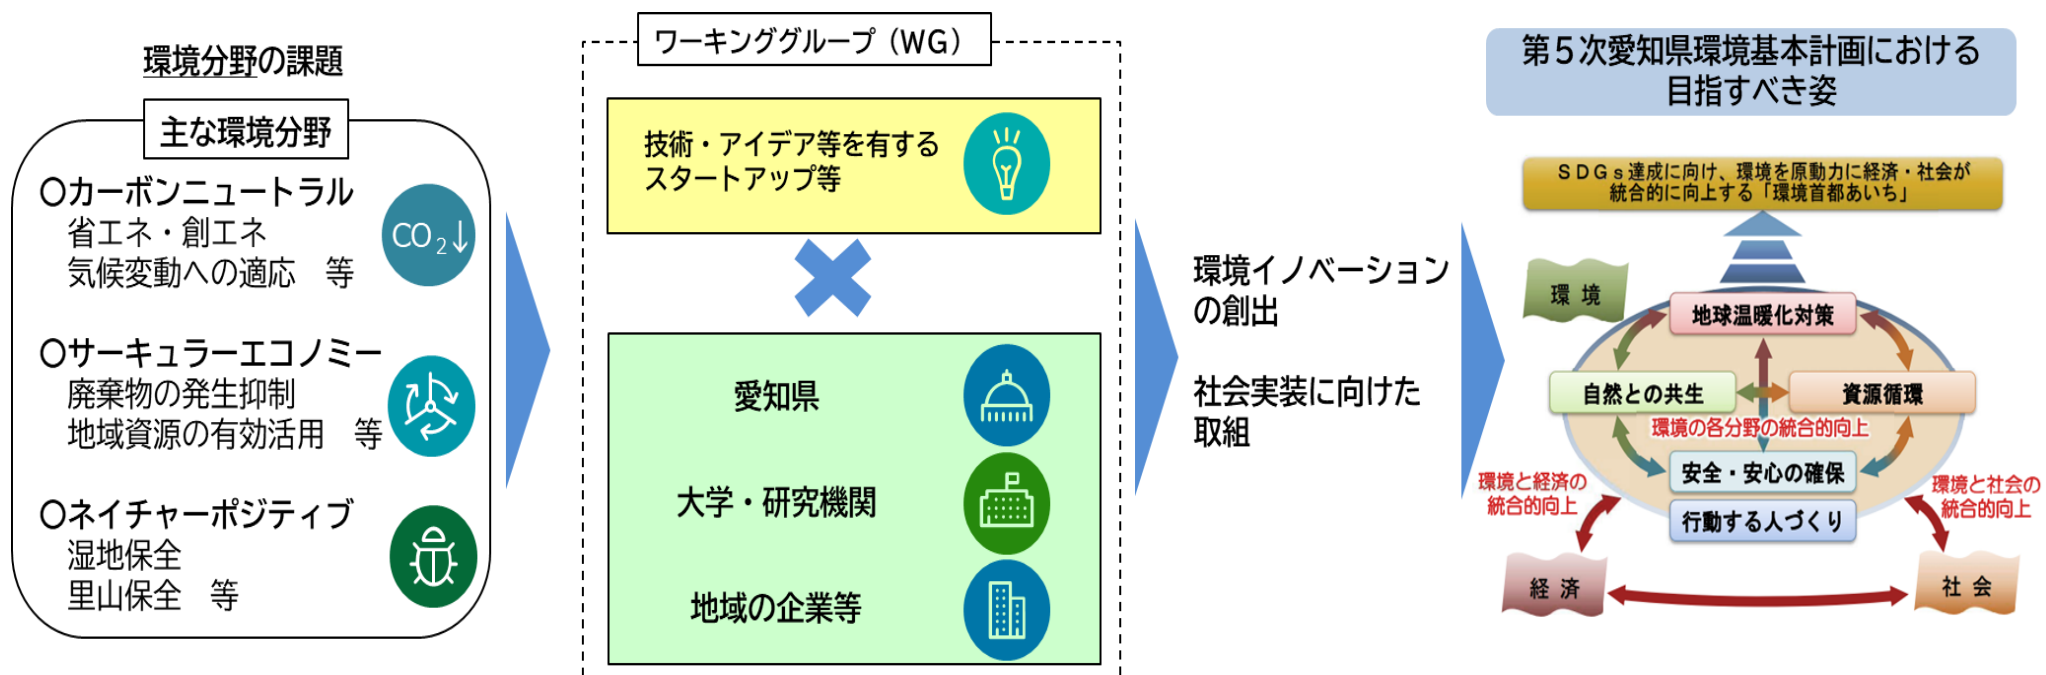 環境分野の課題
主な環境分野
〇カーボンニュートラル
省エネ・創エネ
気候変動への適応　等
CO₂↓
〇サーキュラーエコノミー
廃棄物の発生抑制
地域資源の有効活用　等
〇ネイチャーポジティブ
湿地保全
里山保全　等
ワーキンググループ（WG）
技術・アイデア等を有する
スタートアップ等
愛知県
大学・研究機関
地域の企業等
環境イノベーション
の創出
社会実装に向けた
取組
第５次愛知県環境基本計画における
目指すべき姿
ＳＤＧｓ達成に向け、環境を原動力に経済・社会が
統合的に向上する「環境首都あいち」
環 境
地球温暖化対策
自然との共生
資源循環
環境の各分野の統合的向上
安全・安心の確保
行動する人づくり
環境と経済の
統合的向上
環境と社会の
統合的向上
経 済
社 会